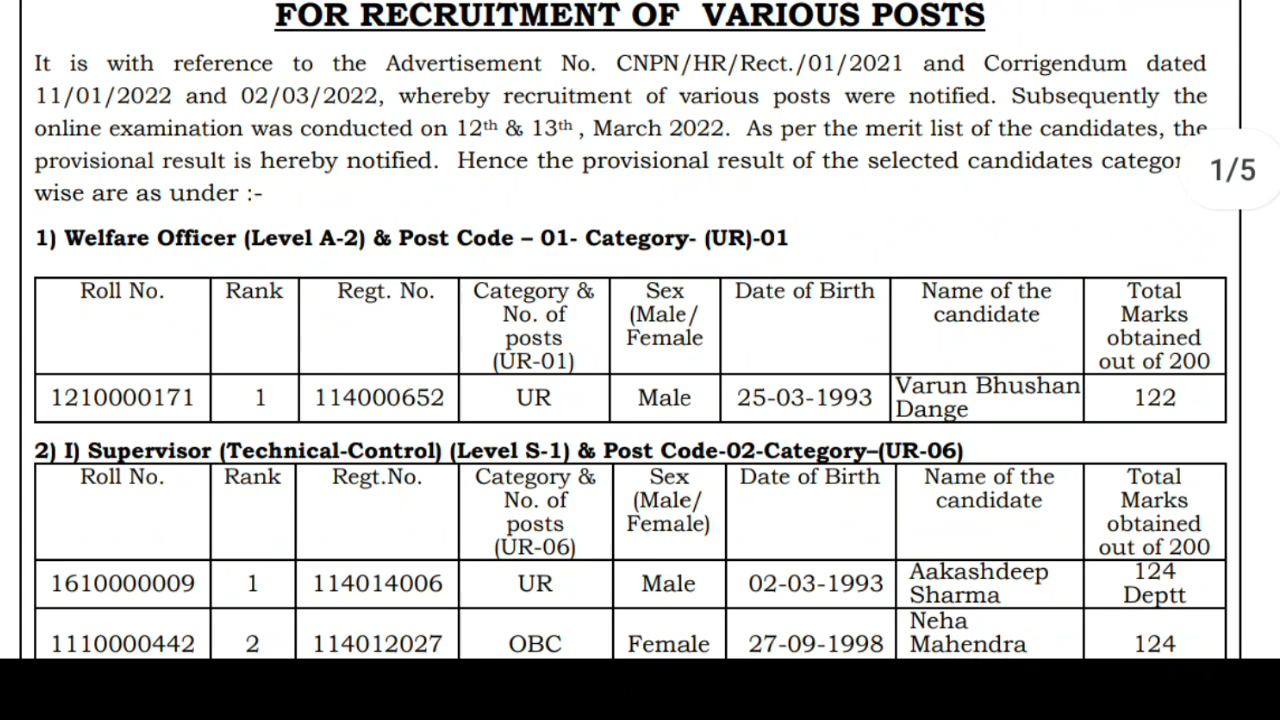 FOR RECRUITMENT OF VARIOUS POSTS
It is with reference to the Advertisement No. CNPN/HR/Rect./01/2021 and Corrigendum dated
11/01/2022 and 02/03/2022, whereby recruitment of various posts were notified. Subsequently the
online examination was conducted on 12th & 13th , March 2022. As per the merit list of the candidates, the
provisional result is hereby notified. Hence the provisional result of the selected candidates categor
1/5
wise are as under :-
1) Welfare Officer (Level A-2) & Post Code – 01- Category- (UR)-01
Roll No. Rank Regt. No. Category & Sex Date of Birth Name of the Total
No. of (Male/ candidate Marks
posts Female obtained
(UR-01) out of 200
1210000171 1 114000652 UR Male 25-03-1993 Varun Bhushan 122
Dange
2) I) Supervisor (Technical-Control) (Level S-1) & Post Code-02-Category–(UR-06)
Roll No. Rank Regt.No. Category & Sex Date of Birth Name of the Total
No. of (Male/ candidate Marks
posts Female) obtained
(UR-06) out of 200
1610000009 1 114014006 UR Male 02-03-1993 Aakashdeep 124
Sharma Deptt
Neha
1110000442 2 114012027 OBC Female 27-09-1998 Mahendra 124